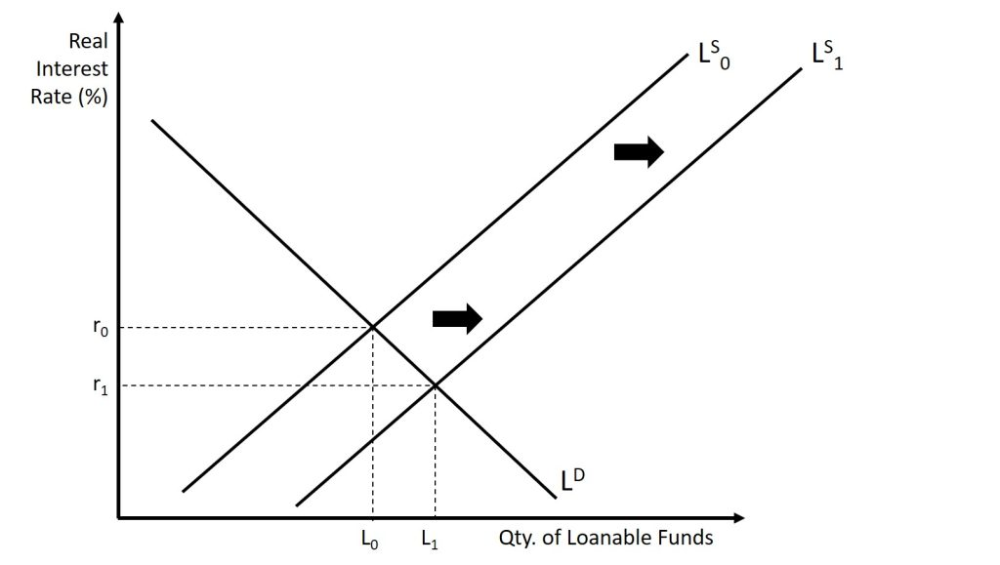 Real
Interest
Rate (%)
Lˢ₀
Lˢ₁
r₀
r₁
Lᴰ
L₀
L₁
Qty. of Loanable Funds